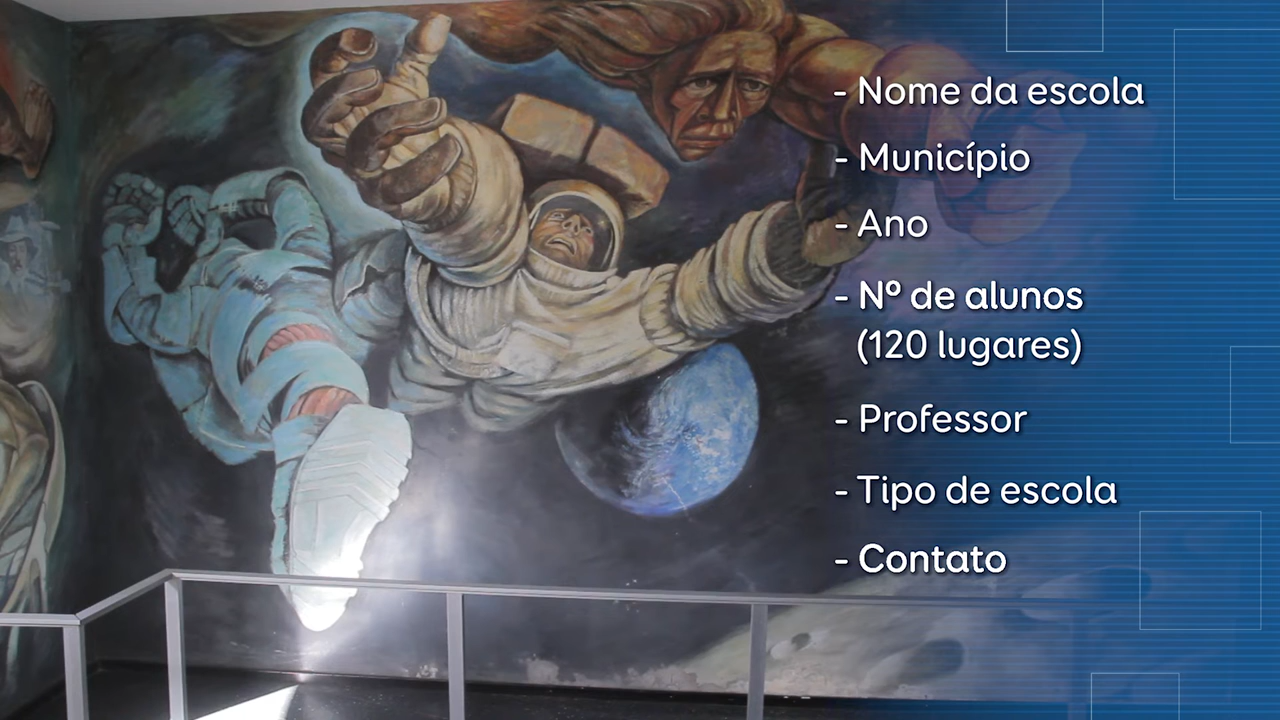 - Nome da escola
- Município
- Ano
- Nº de alunos
(120 lugares)
- Professor
- Tipo de escola
- Contato